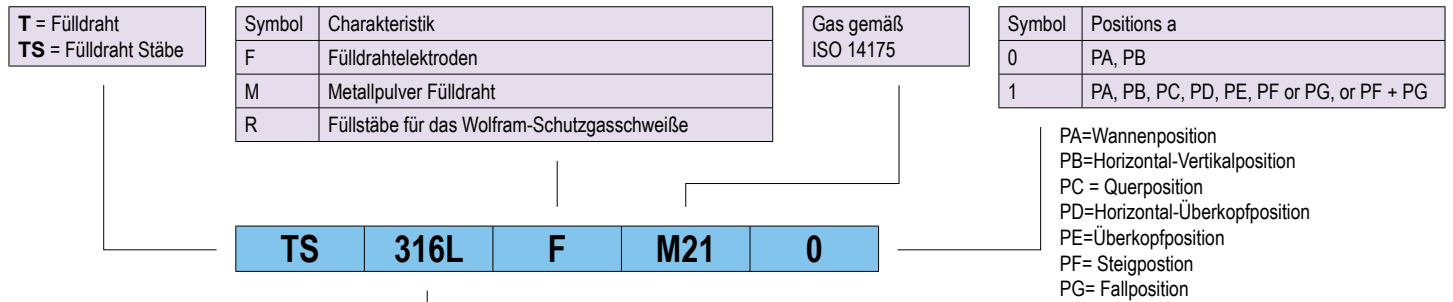 T = Fülldraht
TS = Fülldraht Stäbe
Symbol Charakteristik
F Fülldrahtelektroden
M Metallpulver Fülldraht
R Füllstäbe für das Wolfram-Schutzgasschweiße
Gas gemäß
ISO 14175
Symbol Positions a
0 PA, PB
1 PA, PB, PC, PD, PE, PF or PG, or PF + PG
PA=Wannenposition
PB=Horizontal-Vertikalposition
PC = Querposition
PD=Horizontal-Überkopfposition
PE=Überkopfposition
PF= Steigpostion
PG= Fallposition
TS 316L F M21 0